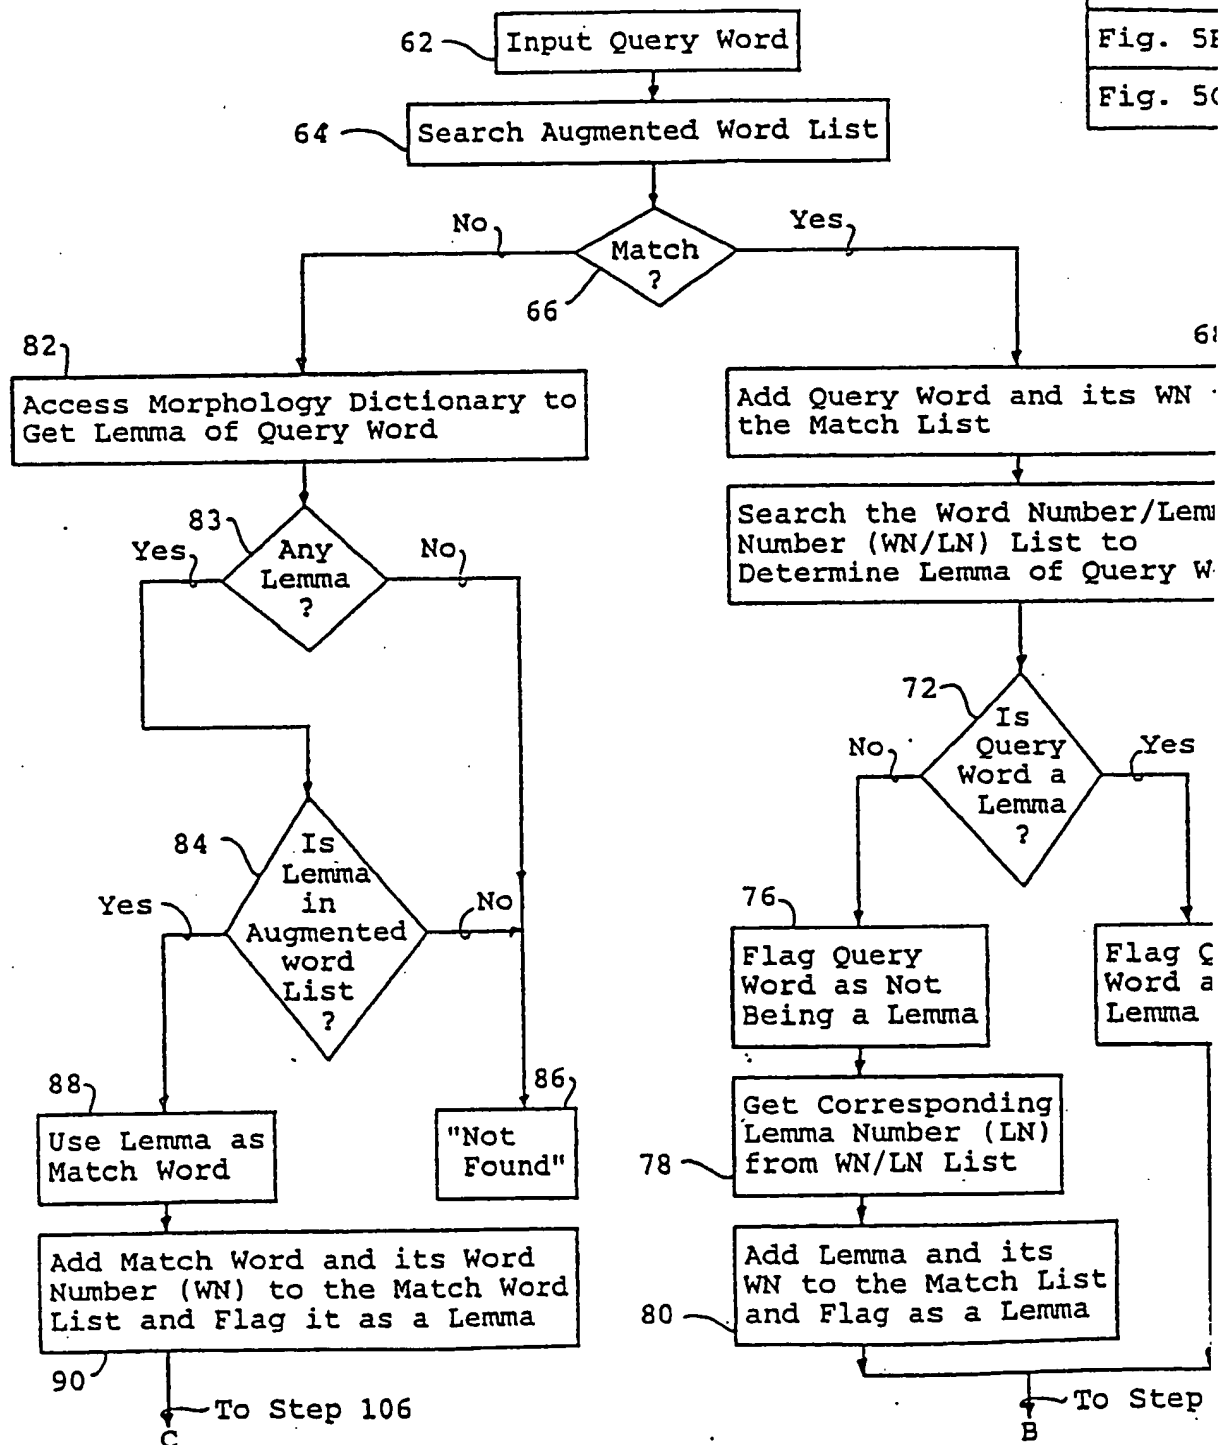 62
Input Query Word
Fig. 5
Fig. 5
64
Search Augmented Word List
No
Yes
Match
?
66
82
68
Access Morphology Dictionary to
Get Lemma of Query Word
Add Query Word and its WN
the Match List
Search the Word Number/Lem
Number (WN/LN) List to
Determine Lemma of Query W
83
Yes
Any
Lemma
?
No
72
Is
Query
Word a
Lemma
?
No
Yes
84
Is
Lemma
in
Augmented
word
List
?
Yes
No
76
Flag Query
Word as Not
Being a Lemma
Flag
Word a
Lemma
88
Use Lemma as
Match Word
86
"Not
Found"
78
Get Corresponding
Lemma Number (LN)
from WN/LN List
Add Match Word and its Word
Number (WN) to the Match Word
List and Flag it as a Lemma
90
80
Add Lemma and its
WN to the Match List
and Flag as a Lemma
To Step 106
C
To Step
B